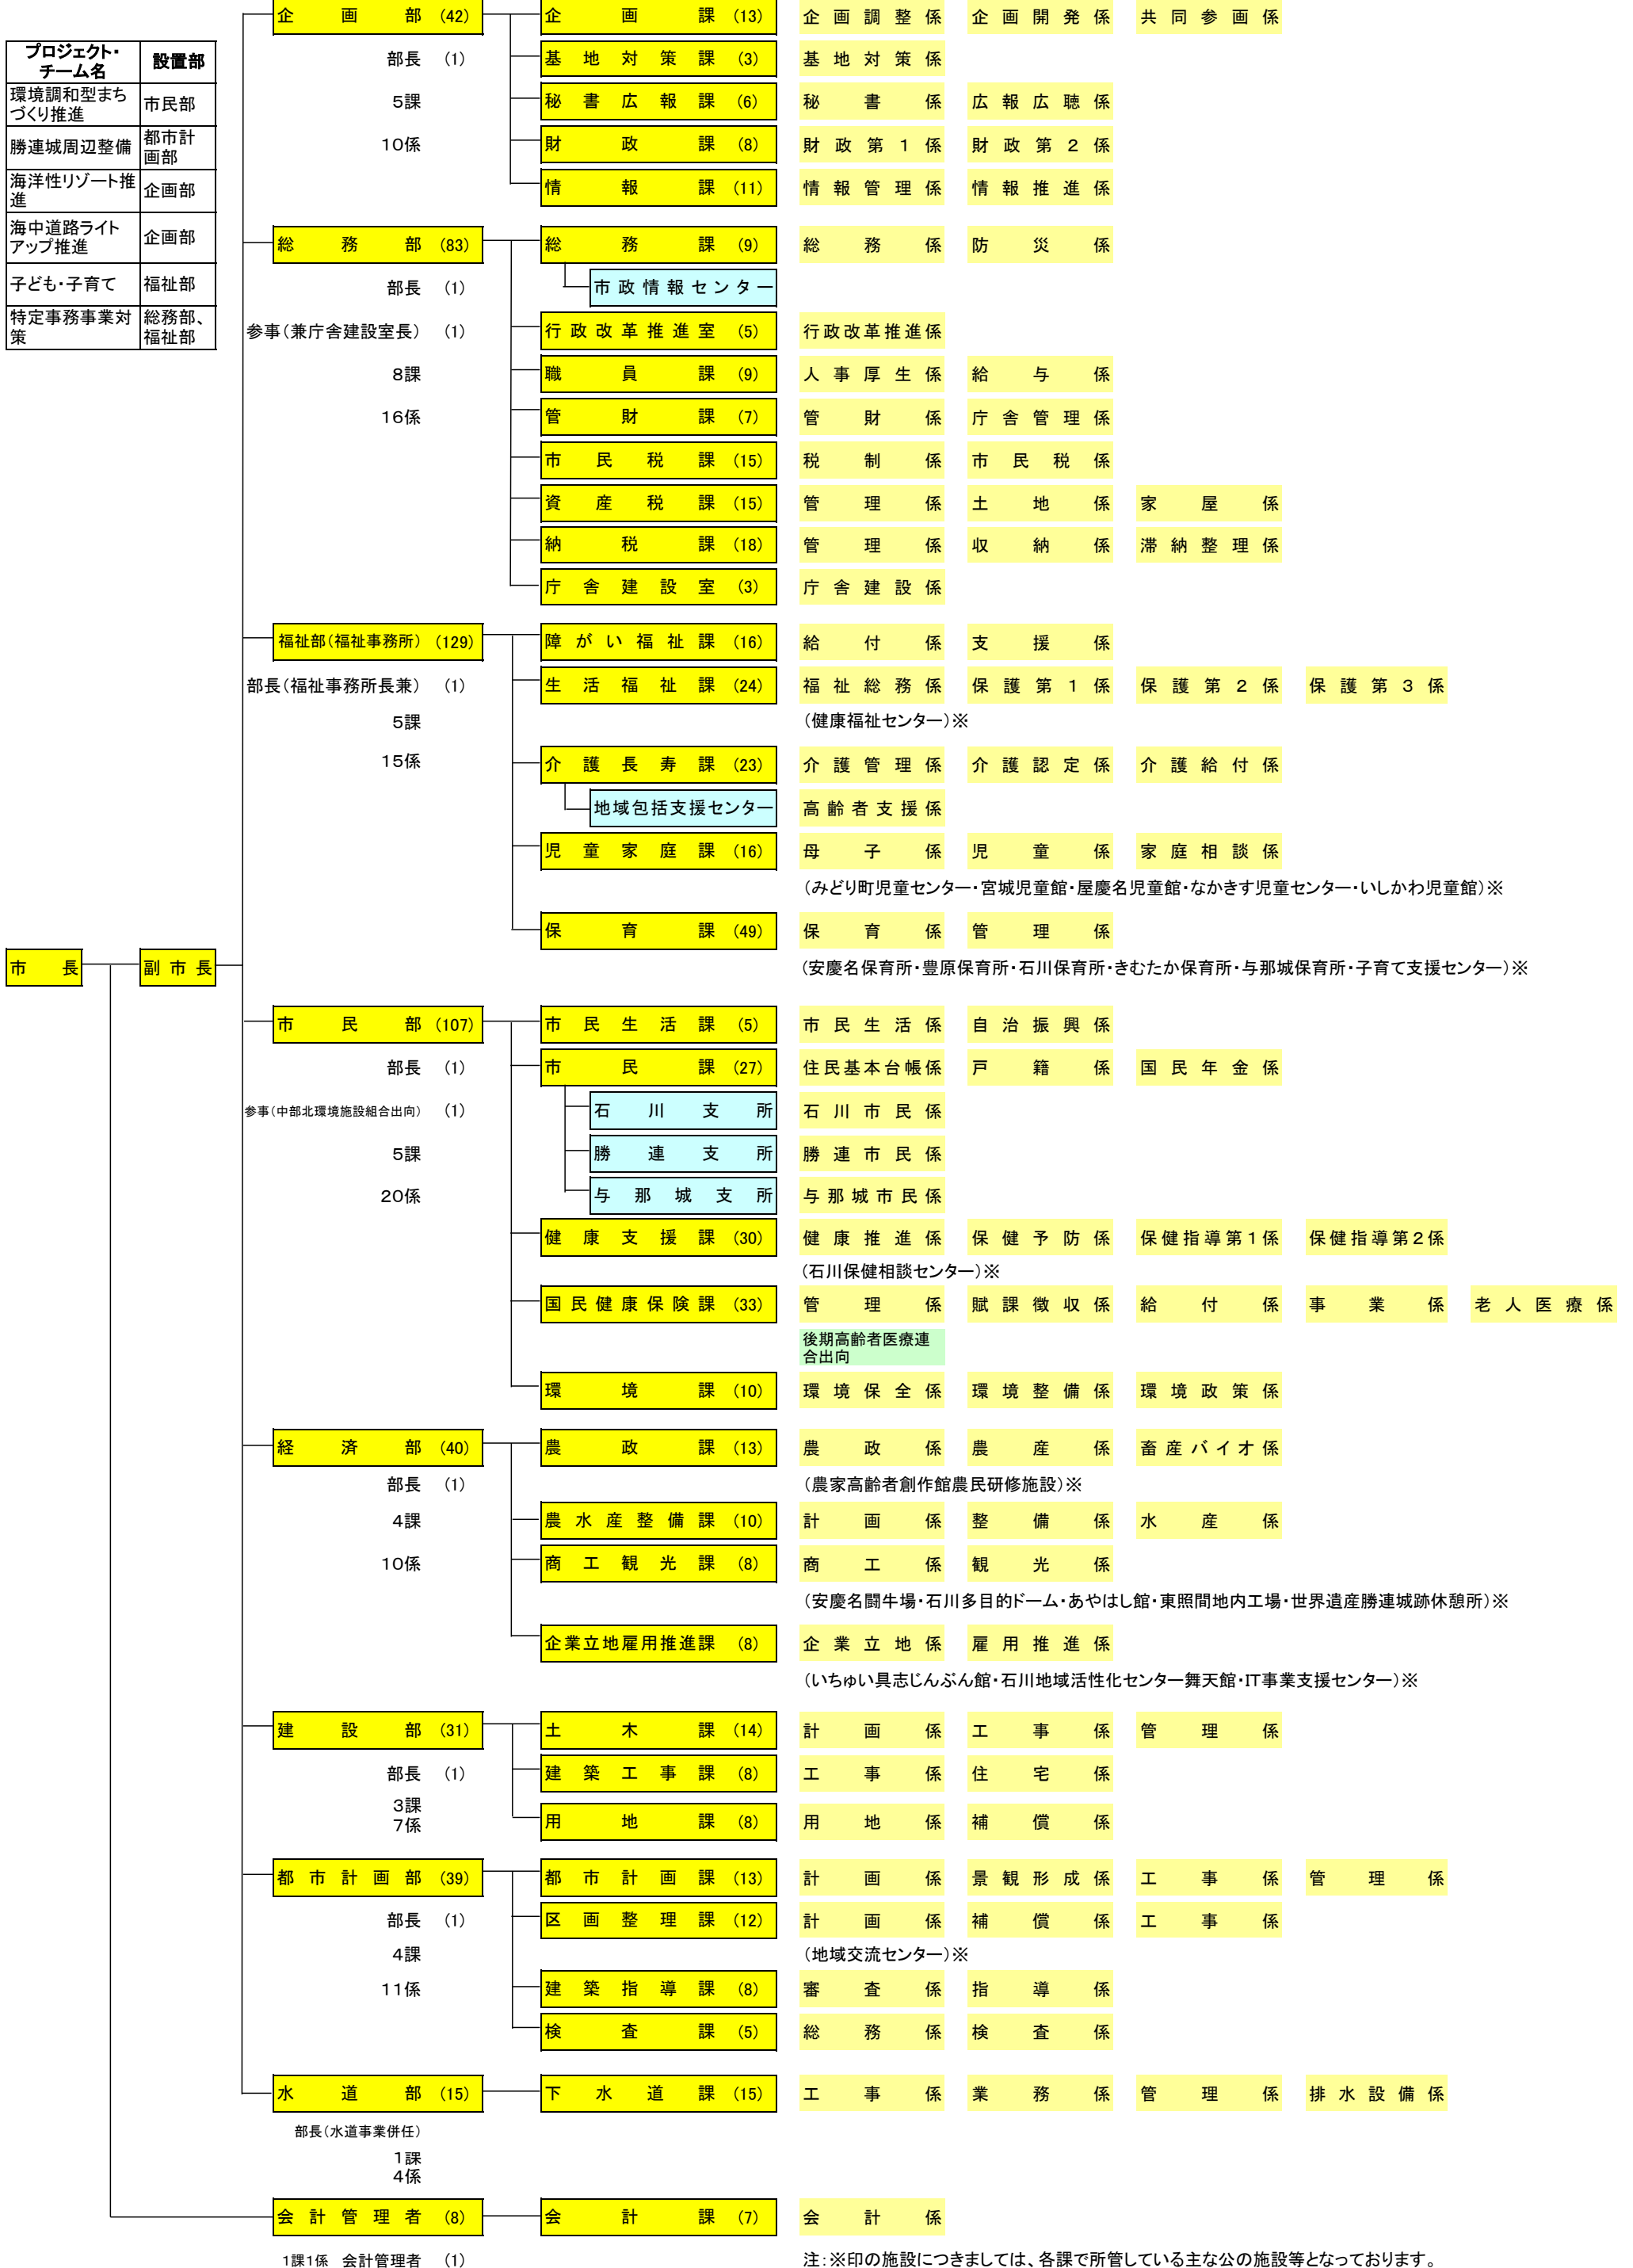 企画部 (42) 企画課 (13) 企画調整係 企画開発係 共同参画係
プロジェクト・チーム名 設置部
環境調和型まちづくり推進 市民部
勝連城周辺整備 都市計画部
海洋性リゾート推進 企画部
海中道路ライトアップ推進 企画部
子ども・子育て 福祉部
特定事務事業対策 総務部、福祉部
部長 (1) 基地対策課 (3) 基地対策係
5課 秘書広報課 (6) 秘書係 広報広聴係
10係 財政課 (8) 財政第1係 財政第2係
情報課 (11) 情報管理係 情報推進係
総務部 (83) 総務課 (9) 総務係 防災係
部長 (1) 市政情報センター
参事(兼庁舎建設室長) (1) 行政改革推進室 (5) 行政改革推進係
8課 職員課 (9) 人事厚生係 給与係
16係 管財課 (7) 管財係 庁舎管理係
市民税課 (15) 税制係 市民税係
資産税課 (15) 管理係 土地係 家屋係
納税課 (18) 管理係 収納係 滞納整理係
庁舎建設室 (3) 庁舎建設係
福祉部(福祉事務所) (129) 障がい福祉課 (16) 給付係 支援係
部長(福祉事務所長兼) (1) 生活福祉課 (24) 福祉総務係 保護第1係 保護第2係 保護第3係
5課 (健康福祉センター)※
15係 介護長寿課 (23) 介護管理係 介護認定係 介護給付係
地域包括支援センター 高齢者支援係
児童家庭課 (16) 母子係 児童係 家庭相談係
(みどり町児童センター・宮城児童館・屋慶名児童館・なかきす児童センター・いしかわ児童館)※
保育課 (49) 保育係 管理係
市長 副市長 (安慶名保育所・豊原保育所・石川保育所・きむたか保育所・与那城保育所・子育て支援センター)※
市民部 (107) 市民生活課 (5) 市民生活係 自治振興係
部長 (1) 市民課 (27) 住民基本台帳係 戸籍係 国民年金係
参事(中部北環境施設組合出向) (1) 石川支所 石川市民係
5課 勝連支所 勝連市民係
20係 与那城支所 与那城市民係
健康支援課 (30) 健康推進係 保健予防係 保健指導第1係 保健指導第2係
(石川保健相談センター)※
国民健康保険課 (33) 管理係 賦課徴収係 給付係 事業係 老人医療係
後期高齢者医療連合出向
環境課 (10) 環境保全係 環境整備係 環境政策係
経済部 (40) 農政課 (13) 農政係 農産係 畜産バイオ係
部長 (1) (農家高齢者創作館農民研修施設)※
4課 農水産整備課 (10) 計画係 整備係 水産係
10係 商工観光課 (8) 商工係 観光係
(安慶名闘牛場・石川多目的ドーム・あやはし館・東照間地内工場・世界遺産勝連城跡休憩所)※
企業立地雇用推進課 (8) 企業立地係 雇用推進係
(いちゅい具志じんぶん館・石川地域活性化センター舞天館・IT事業支援センター)※
建設部 (31) 土木課 (14) 計画係 工事係 管理係
部長 (1) 建築工事課 (8) 工事係 住宅係
3課
7係 用地課 (8) 用地係 補償係
都市計画部 (39) 都市計画課 (13) 計画係 景観形成係 工事係 管理係
部長 (1) 区画整理課 (12) 計画係 補償係 工事係
4課 (地域交流センター)※
11係 建築指導課 (8) 審査係 指導係
検査課 (5) 総務係 検査係
水道部 (15) 下水道課 (15) 工事係 業務係 管理係 排水設備係
部長(水道事業併任)
1課
4係
会計管理者 (8) 会計課 (7) 会計係
1課1係 会計管理者 (1) 注:※印の施設につきましては、各課で所管している主な公の施設等となっております。